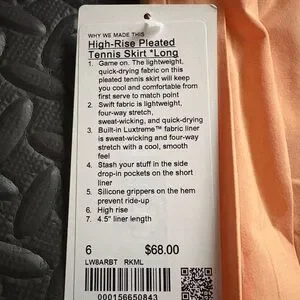 WHY WE MADE THIS
High-Rise Pleated
Tennis Skirt *Long
1. Game on. The lightweight,
quick-drying fabric on this
pleated tennis skirt will keep
you cool and comfortable from
first serve to match point
2. Swift fabric is lightweight,
four-way stretch,
sweat-wicking, and quick-drying
3. Built-in Luxtreme™ fabric liner
is sweat-wicking and four-way
stretch with a cool, smooth
feel
4. Stash your stuff in the side
drop-in pockets on the short
liner
5. Silicone grippers on the hem
prevent ride-up
6. High rise
7. 4.5" liner length
6 $68.00
LW8ARBT RKML
000156650843